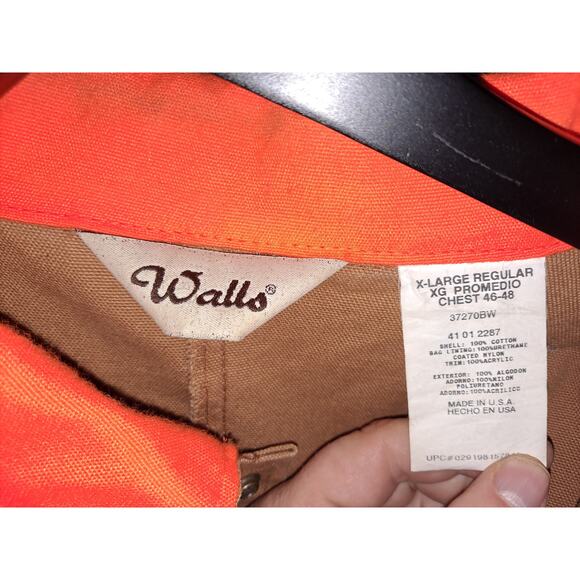 Walls®
X-LARGE REGULAR
XG PROMEDIO
CHEST 46-48
37270BW
41 01 2287
SHELL: 100% COTTON
BAG LINING:100%URETHANE
COATED NYLON
TRIM:100%ACRYLIC
EXTERIOR: 100% ALGODON
ADORNO:100%NILON
POLIURETANO
ADORNO:100%ACRILICO
MADE IN U.S.A.
HECHO EN USA
UPC#029198157